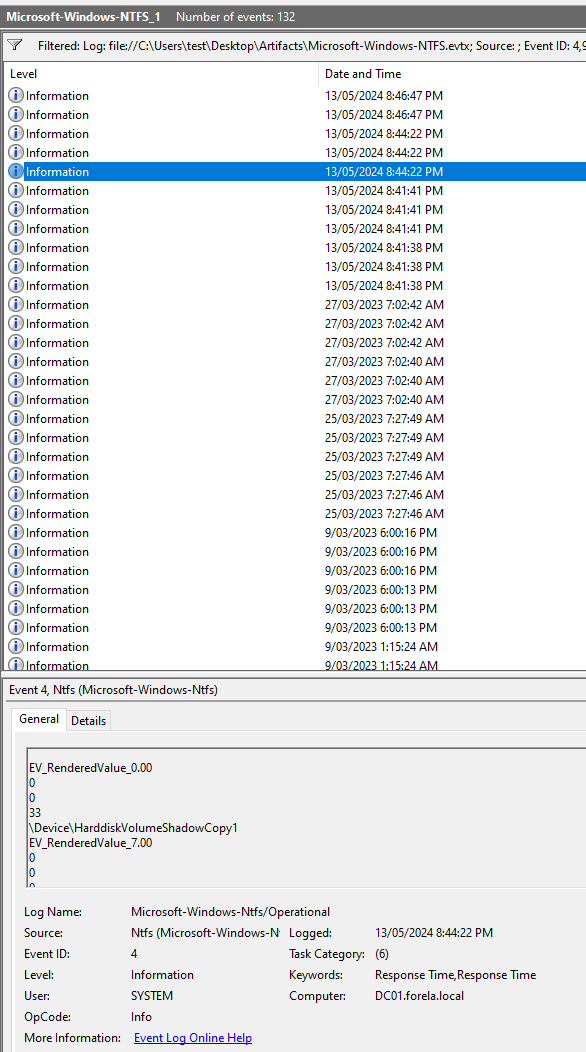 Microsoft-Windows-NTFS_1 Number of events: 132
Filtered: Log: file://C:\Users\test\Desktop\Artifacts\Microsoft-Windows-NTFS.evtx; Source: ; Event ID: 4,9
Level Date and Time
Information 13/05/2024 8:46:47 PM
Information 13/05/2024 8:46:47 PM
Information 13/05/2024 8:44:22 PM
Information 13/05/2024 8:44:22 PM
Information 13/05/2024 8:44:22 PM
Information 13/05/2024 8:41:41 PM
Information 13/05/2024 8:41:41 PM
Information 13/05/2024 8:41:41 PM
Information 13/05/2024 8:41:38 PM
Information 13/05/2024 8:41:38 PM
Information 13/05/2024 8:41:38 PM
Information 27/03/2023 7:02:42 AM
Information 27/03/2023 7:02:42 AM
Information 27/03/2023 7:02:42 AM
Information 27/03/2023 7:02:40 AM
Information 27/03/2023 7:02:40 AM
Information 27/03/2023 7:02:40 AM
Information 25/03/2023 7:27:49 AM
Information 25/03/2023 7:27:49 AM
Information 25/03/2023 7:27:49 AM
Information 25/03/2023 7:27:46 AM
Information 25/03/2023 7:27:46 AM
Information 25/03/2023 7:27:46 AM
Information 9/03/2023 6:00:16 PM
Information 9/03/2023 6:00:16 PM
Information 9/03/2023 6:00:16 PM
Information 9/03/2023 6:00:13 PM
Information 9/03/2023 6:00:13 PM
Information 9/03/2023 6:00:13 PM
Information 9/03/2023 1:15:24 AM
Information 9/03/2023 1:15:24 AM
Event 4, Ntfs (Microsoft-Windows-Ntfs)
General Details
EV_RenderedValue_0.00
0
0
33
\Device\HarddiskVolumeShadowCopy1
EV_RenderedValue_7.00
0
0
0
Log Name: Microsoft-Windows-Ntfs/Operational
Source: Ntfs (Microsoft-Windows-Nt Logged: 13/05/2024 8:44:22 PM
Event ID: 4 Task Category: (6)
Level: Information Keywords: Response Time,Response Time
User: SYSTEM Computer: DC01.forela.local
OpCode: Info
More Information: Event Log Online Help